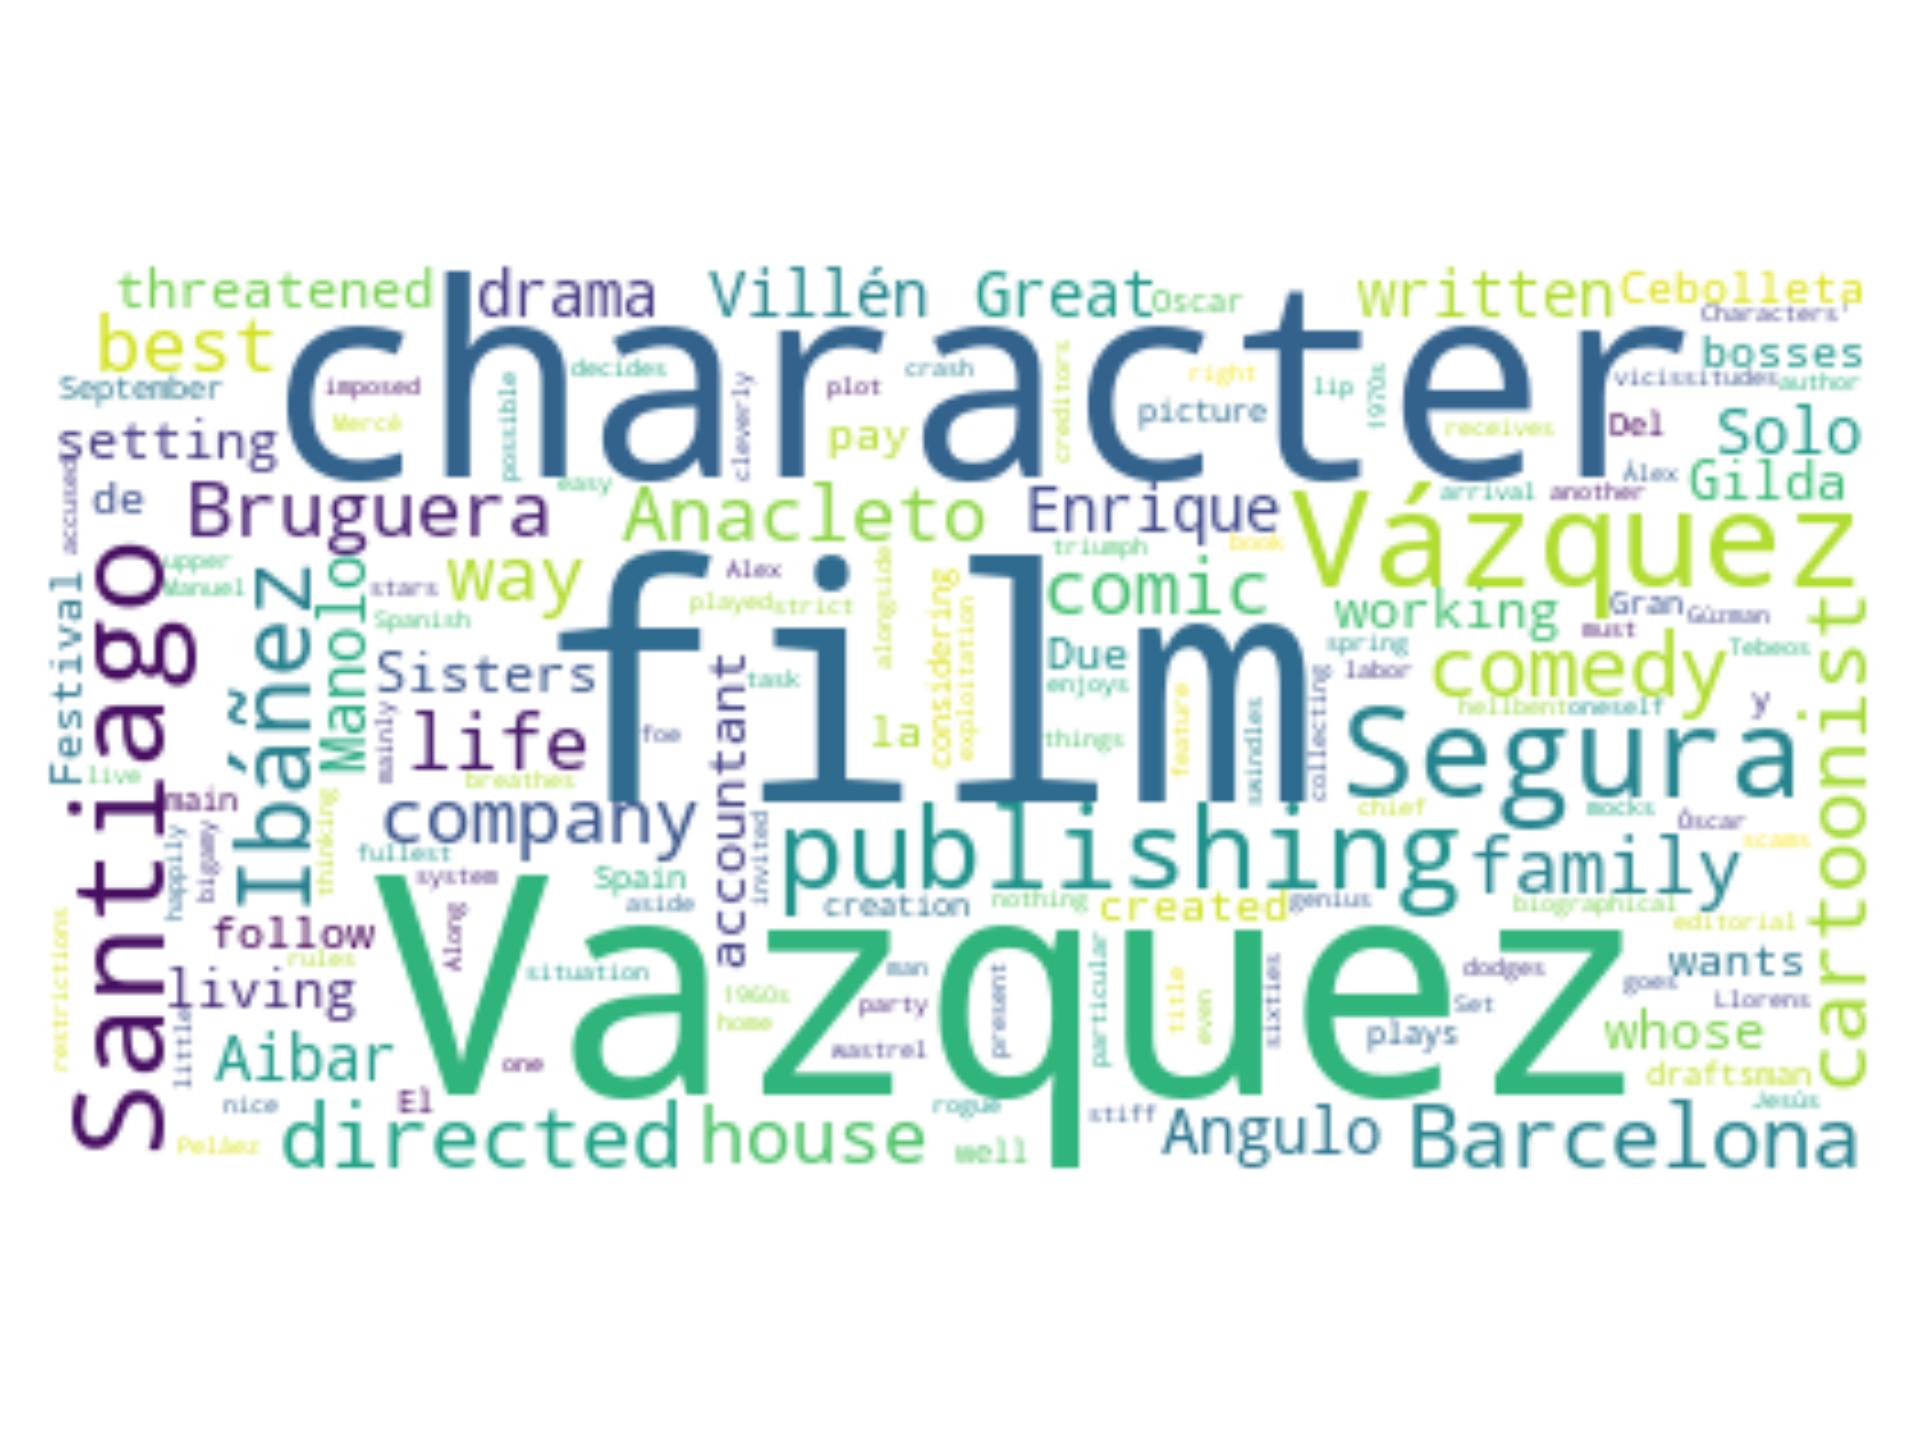 threatened drama Villén Great Oscar written Cebolleta
best character Characters'
September imposed possible decides cleverly plot crash creditors right lip 1970s vicissitudes author bosses
Mercè pay picture receives Del Solo
setting easy Álex Gilda
accused de Bruguera Anacleto Enrique arrival another Vázquez
upper Manuel Manolo stars way Alex triumph book
Santiago Ibáñez Spanish played strict alongside considering comic working Gran Gúzman
Festival Sisters film exploitation Due spring must Tebeos cartoonist
task enjoys labor comedy
mainly life foe accountant la things feature swindles collecting hellbent oneself y Segura
live breathes
main company invited publishing chief mocks Óscar scams
happily bigamy thinking fullest family
system Spain aside creation nothing created genius biographical
restrictions follow rules Along Vazquez editorial
living situation man particular sixties dodges wants
little 1960s home party present title even Set goes Llorens
Aibar one mastrel plays whose draftsman
nice El rogue stiff Jesús
Peláez directed house well Angulo Barcelona